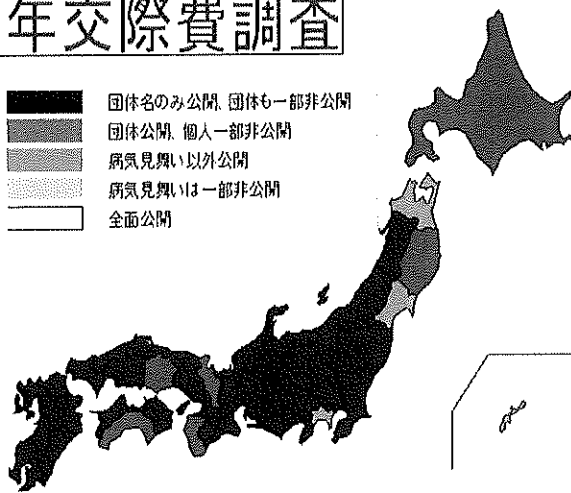 年交際費調査
団体名のみ公開、団体も一部非公開
団体公開、個人一部非公開
病気見舞い以外公開
病気見舞いは一部非公開
全面公開